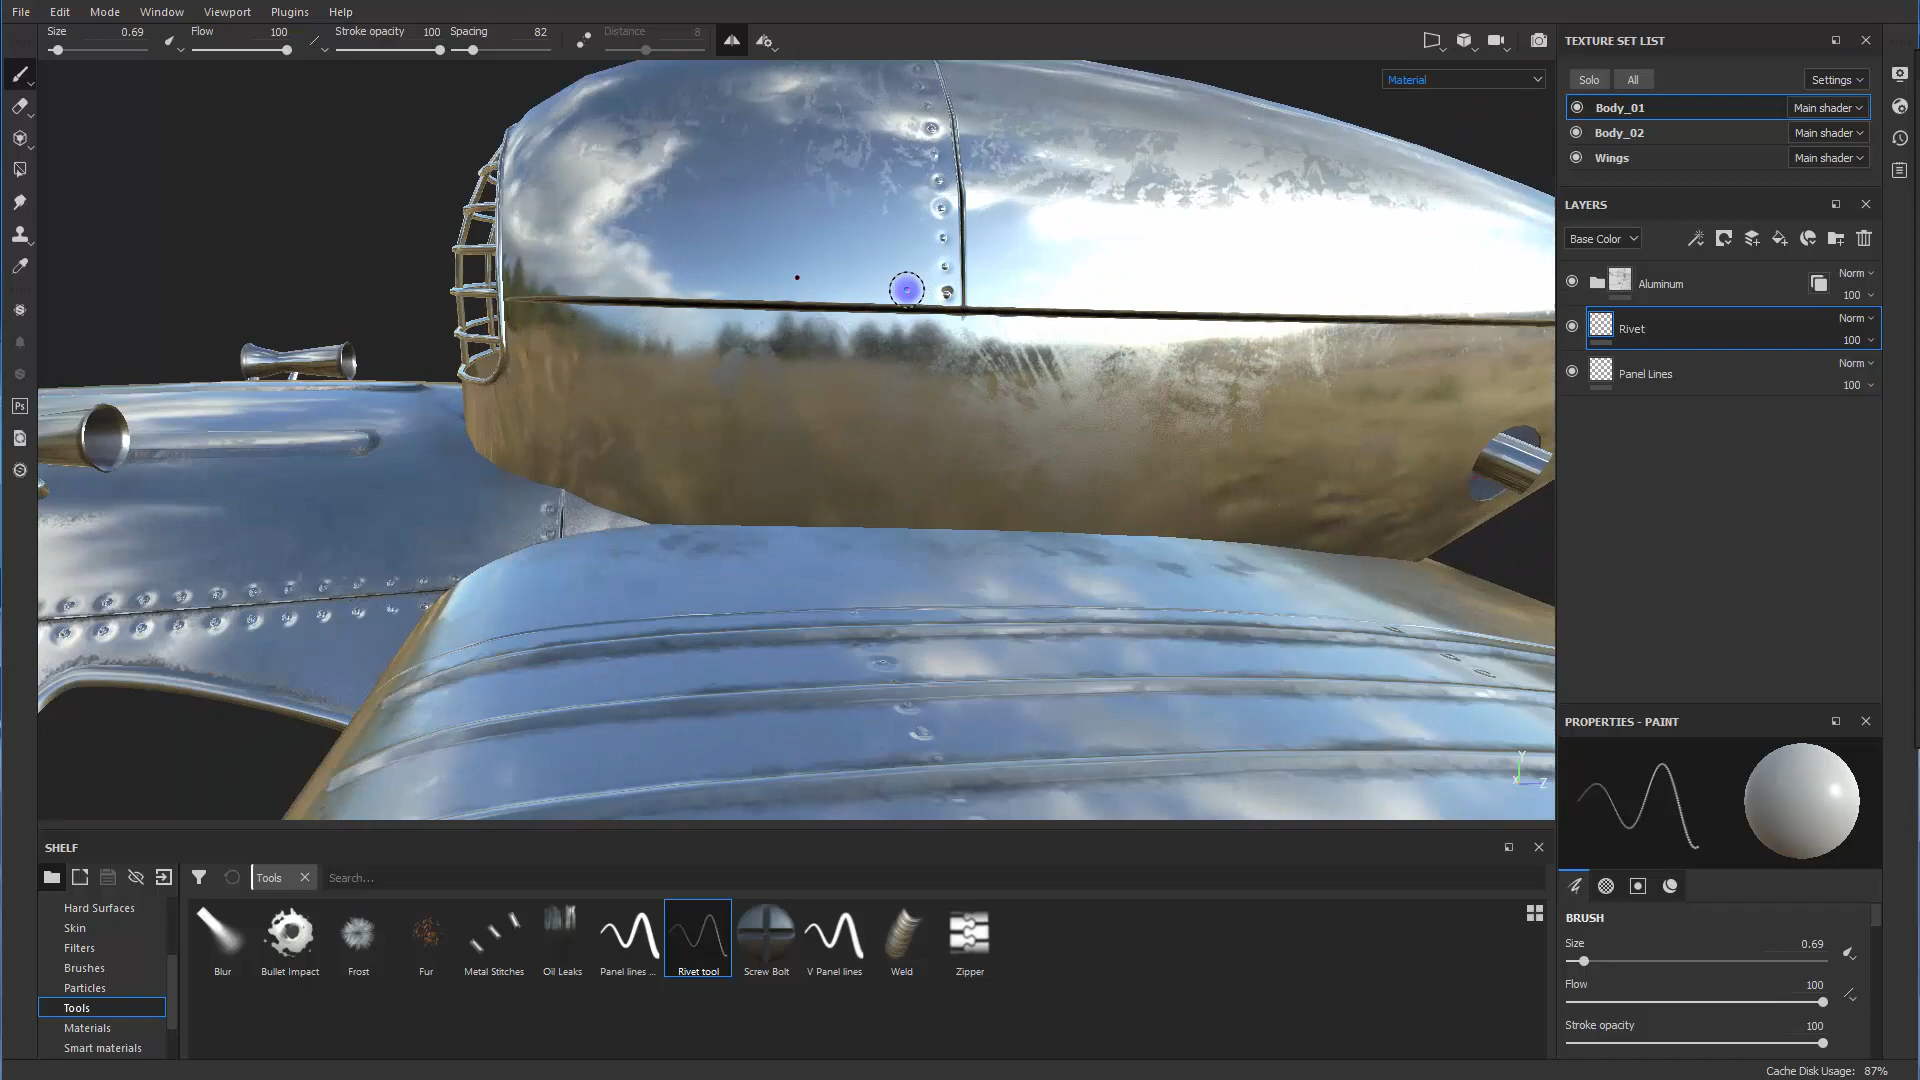 File Edit Mode Window Viewport Plugins Help
Size 0.69 Flow 100 Stroke opacity 100 Spacing 82 Distance 8
Material
TEXTURE SET LIST
Solo All Settings
Body_01 Main shader
Body_02 Main shader
Wings Main shader
LAYERS
Base Color
Aluminum Norm 100
Rivet Norm 100
Panel Lines Norm 100
Ps
Y
X Z
PROPERTIES - PAINT
BRUSH
Size 0.69
Flow 100
Stroke opacity 100
SHELF
Tools Search...
Hard Surfaces
Skin
Filters
Brushes
Particles
Tools
Materials
Smart materials
Blur Bullet Impact Frost Fur Metal Stitches Oil Leaks Panel lines ... Rivet tool Screw Bolt V Panel lines Weld Zipper
Cache Disk Usage: 87%